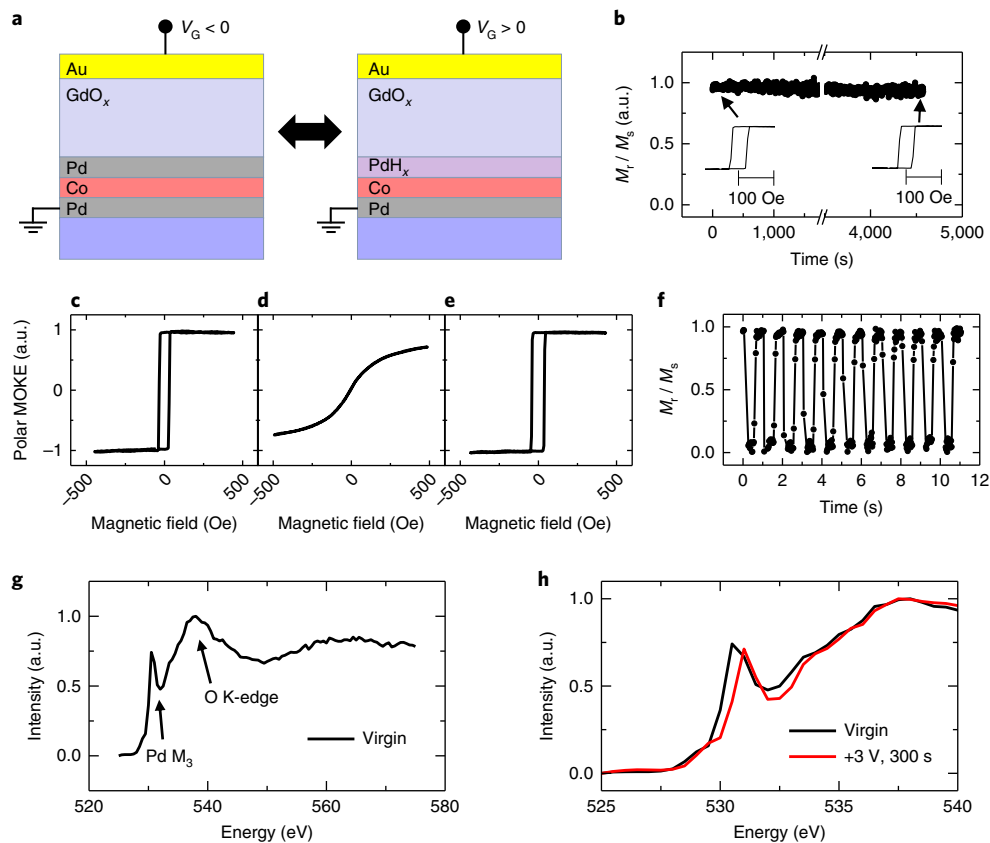 a
V_G < 0
V_G > 0
Au
GdO_x
Pd
Co
Pd
Au
GdO_x
PdH_x
Co
Pd
b
M_r / M_s (a.u.)
1.0
0.5
0.0
100 Oe
100 Oe
0
1,000
4,000
5,000
Time (s)
c
d
e
Polar MOKE (a.u.)
1
0
−1
−500
0
500
−500
0
500
−500
0
500
Magnetic field (Oe)
Magnetic field (Oe)
Magnetic field (Oe)
f
M_r / M_s
1.0
0.5
0.0
0 2 4 6 8 10 12
Time (s)
g
Intensity (a.u.)
1.0
0.5
0.0
O K-edge
Pd M_3
Virgin
520 540 560 580
Energy (eV)
h
Intensity (a.u.)
1.0
0.5
0.0
Virgin
+3 V, 300 s
525 530 535 540
Energy (eV)